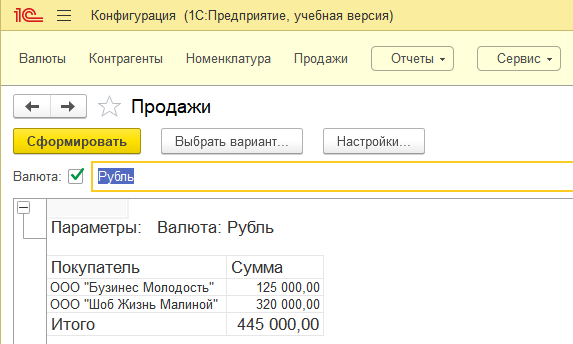 1С Конфигурация (1С:Предприятие, учебная версия)
Валюты Контрагенты Номенклатура Продажи Отчеты Сервис
Продажи
Сформировать Выбрать вариант... Настройки...
Валюта: Рубль
Параметры: Валюта: Рубль
Покупатель Сумма
ООО "Бузинес Молодость" 125 000,00
ООО "Шоб Жизнь Малиной" 320 000,00
Итого 445 000,00